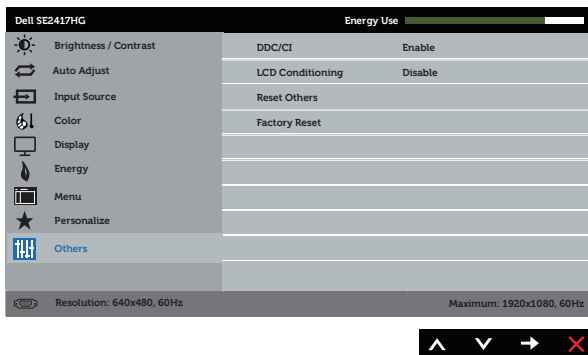 Dell SE2417HG Energy Use
Brightness / Contrast DDC/CI Enable
Auto Adjust LCD Conditioning Disable
Input Source Reset Others
Color Factory Reset
Display
Energy
Menu
Personalize
Others
Resolution: 640x480, 60Hz Maximum: 1920x1080, 60Hz